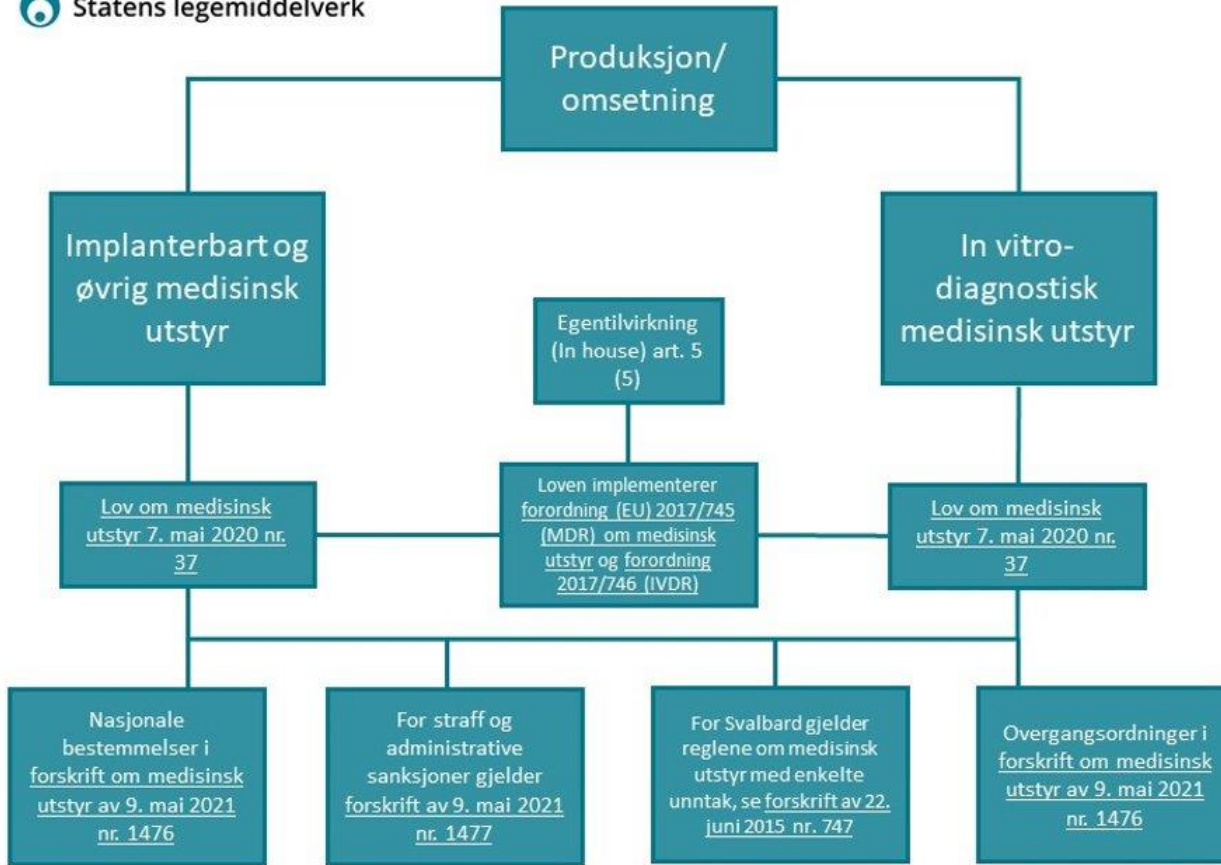 Statens legemiddelverk
Produksjon/
omsetning
Implanterbart og
øvrig medisinsk
utstyr
In vitro-
diagnostisk
medisinsk utstyr
Egentilvirkning
(In house) art. 5
(5)
Lov om medisinsk
utstyr 7. mai 2020 nr.
37
Loven implementerer
forordning (EU) 2017/745
(MDR) om medisinsk
utstyr og forordning
2017/746 (IVDR)
Lov om medisinsk
utstyr 7. mai 2020 nr.
37
Nasjonale
bestemmelser i
forskrift om medisinsk
utstyr av 9. mai 2021
nr. 1476
For straff og
administrative
sanksjoner gjelder
forskrift av 9. mai 2021
nr. 1477
For Svalbard gjelder
reglene om medisinsk
utstyr med enkelte
unntak, se forskrift av 22.
juni 2015 nr. 747
Overgangsordninger i
forskrift om medisinsk
utstyr av 9. mai 2021
nr. 1476